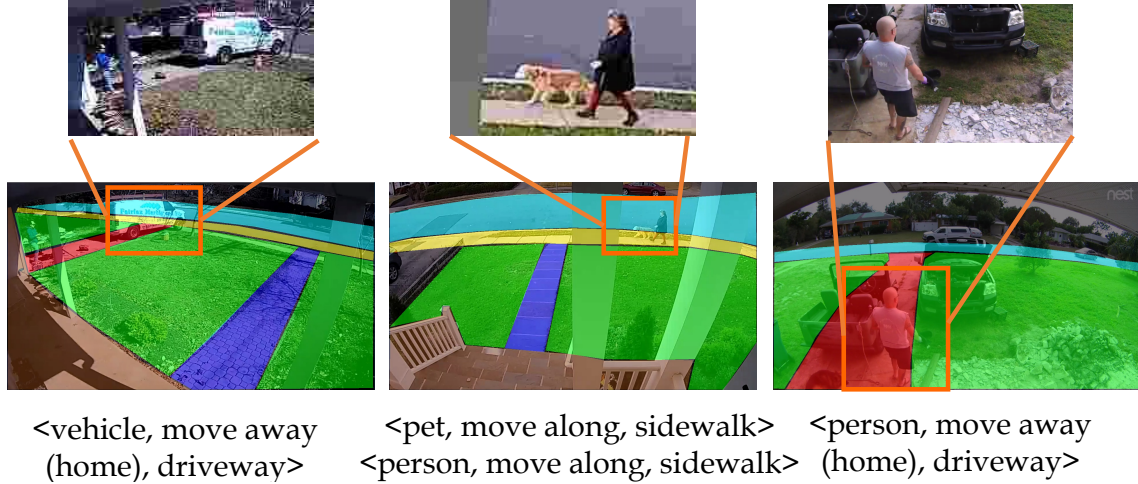 Fairfax
nest
<vehicle, move away
(home), driveway>
<pet, move along, sidewalk>
<person, move along, sidewalk>
<person, move away
(home), driveway>